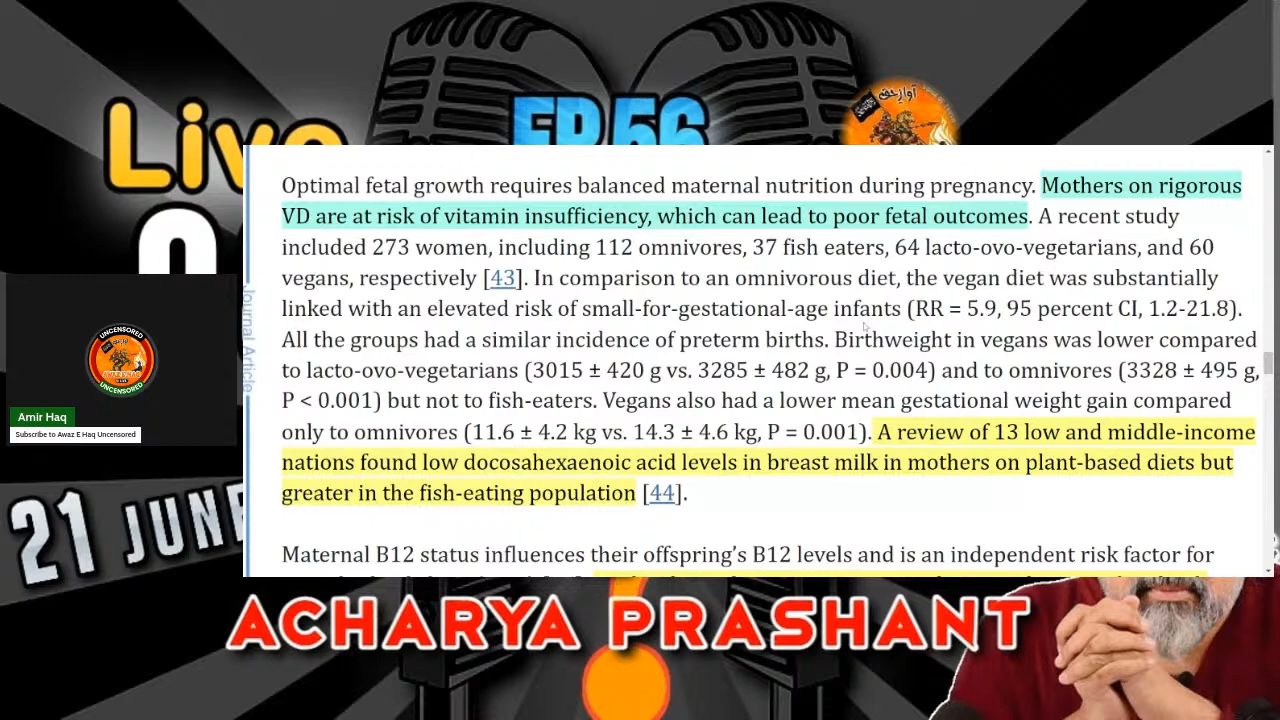 Live
EP 56
آوازِ حق
Optimal fetal growth requires balanced maternal nutrition during pregnancy. Mothers on rigorous
VD are at risk of vitamin insufficiency, which can lead to poor fetal outcomes. A recent study
included 273 women, including 112 omnivores, 37 fish eaters, 64 lacto-ovo-vegetarians, and 60
vegans, respectively [43]. In comparison to an omnivorous diet, the vegan diet was substantially
linked with an elevated risk of small-for-gestational-age infants (RR = 5.9, 95 percent CI, 1.2-21.8).
All the groups had a similar incidence of preterm births. Birthweight in vegans was lower compared
to lacto-ovo-vegetarians (3015 ± 420 g vs. 3285 ± 482 g, P = 0.004) and to omnivores (3328 ± 495 g,
P < 0.001) but not to fish-eaters. Vegans also had a lower mean gestational weight gain compared
only to omnivores (11.6 ± 4.2 kg vs. 14.3 ± 4.6 kg, P = 0.001). A review of 13 low and middle-income
nations found low docosahexaenoic acid levels in breast milk in mothers on plant-based diets but
greater in the fish-eating population [44].
Maternal B12 status influences their offspring's B12 levels and is an independent risk factor for
Journal Article
UNCENSORED
UNCENSORED
Amir Haq
Subscribe to Awaz E Haq Uncensored
21 JUNE
ACHARYA PRASHANT